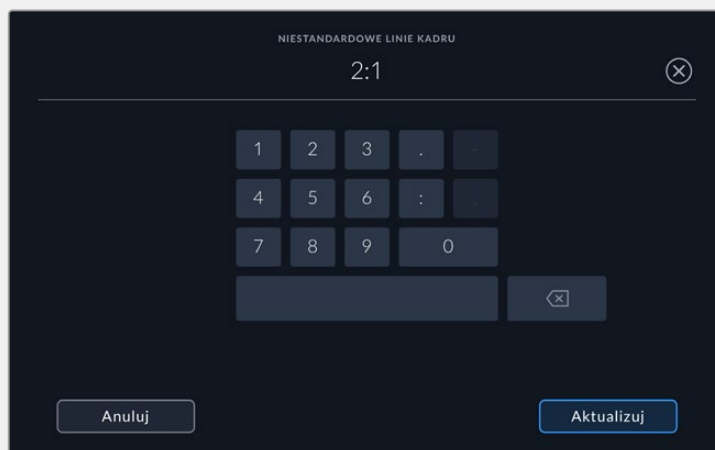 NIESTANDARDOWE LINIE KADRU
2:1
1 2 3 .
4 5 6 :
7 8 9 0
Anuluj Aktualizuj